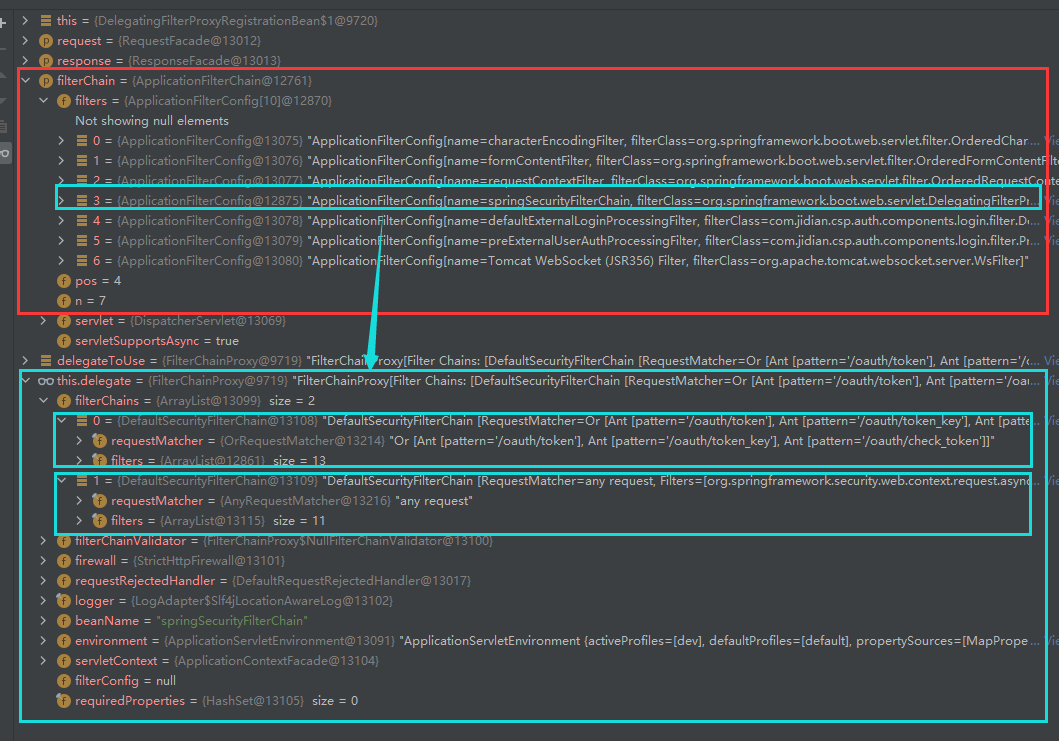 this = {DelegatingFilterProxyRegistrationBean$1@9720}
request = {RequestFacade@13012}
response = {ResponseFacade@13013}
filterChain = {ApplicationFilterChain@12761}
filters = {ApplicationFilterConfig[10]@12870}
Not showing null elements
0 = {ApplicationFilterConfig@13075} "ApplicationFilterConfig[name=characterEncodingFilter, filterClass=org.springframework.boot.web.servlet.filter.OrderedChar... Vie
1 = {ApplicationFilterConfig@13076} "ApplicationFilterConfig[name=formContentFilter, filterClass=org.springframework.boot.web.servlet.filter.OrderedFormContentFilte
2 = {ApplicationFilterConfig@13077} "ApplicationFilterConfig[name=requestContextFilter, filterClass=org.springframework.boot.web.servlet.filter.OrderedRequestConte
3 = {ApplicationFilterConfig@12875} "ApplicationFilterConfig[name=springSecurityFilterChain, filterClass=org.springframework.boot.web.servlet.DelegatingFilterPr... Vie
4 = {ApplicationFilterConfig@13078} "ApplicationFilterConfig[name=defaultExternalLoginProcessingFilter, filterClass=com.jidian.csp.auth.components.login.filter.D... Vie
5 = {ApplicationFilterConfig@13079} "ApplicationFilterConfig[name=preExternalUserAuthProcessingFilter, filterClass=com.jidian.csp.auth.components.login.filter.Pr... Vie
6 = {ApplicationFilterConfig@13080} "ApplicationFilterConfig[name=Tomcat WebSocket (JSR356) Filter, filterClass=org.apache.tomcat.websocket.server.WsFilter]"
pos = 4
n = 7
servlet = {DispatcherServlet@13069}
servletSupportsAsync = true
delegateToUse = {FilterChainProxy@9719} "FilterChainProxy[Filter Chains: [DefaultSecurityFilterChain [RequestMatcher=Or [Ant [pattern='/oauth/token'], Ant [pattern='/c... Vie
this.delegate = {FilterChainProxy@9719} "FilterChainProxy[Filter Chains: [DefaultSecurityFilterChain [RequestMatcher=Or [Ant [pattern='/oauth/token'], Ant [pattern='/oa... Vie
filterChains = {ArrayList@13099} size = 2
0 = {DefaultSecurityFilterChain@13108} "DefaultSecurityFilterChain [RequestMatcher=Or [Ant [pattern='/oauth/token'], Ant [pattern='/oauth/token_key'], Ant [patte... Vie
requestMatcher = {OrRequestMatcher@13214} "Or [Ant [pattern='/oauth/token'], Ant [pattern='/oauth/token_key'], Ant [pattern='/oauth/check_token']]"
filters = {ArrayList@12861} size = 13
1 = {DefaultSecurityFilterChain@13109} "DefaultSecurityFilterChain [RequestMatcher=any request, Filters=[org.springframework.security.web.context.request.async... Vie
requestMatcher = {AnyRequestMatcher@13216} "any request"
filters = {ArrayList@13115} size = 11
filterChainValidator = {FilterChainProxy$NullFilterChainValidator@13100}
firewall = {StrictHttpFirewall@13101}
requestRejectedHandler = {DefaultRequestRejectedHandler@13017}
logger = {LogAdapter$Slf4jLocationAwareLog@13102}
beanName = "springSecurityFilterChain"
environment = {ApplicationServletEnvironment@13091} "ApplicationServletEnvironment {activeProfiles=[dev], defaultProfiles=[default], propertySources=[MapPrope... Vie
servletContext = {ApplicationContextFacade@13104}
filterConfig = null
requiredProperties = {HashSet@13105} size = 0